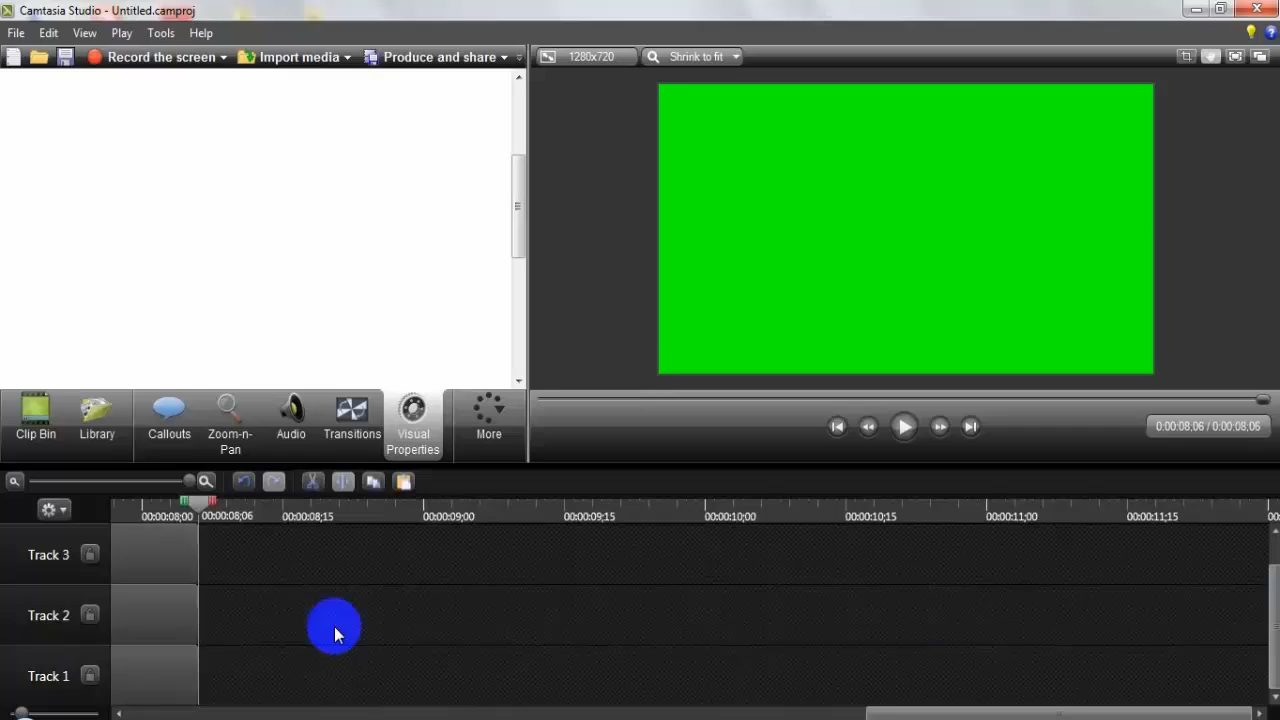 Camtasia Studio - Untitled.camproj
File Edit View Play Tools Help
Record the screen Import media Produce and share 1280x720 Shrink to fit
Clip Bin Library Callouts Zoom-n-Pan Audio Transitions Visual Properties More
0:00:08,06 / 0:00:08,06
00:00:08;00 00:00:08;06 00:00:08;15 00:00:09;00 00:00:09;15 00:00:10;00 00:00:10;15 00:00:11;00 00:00:11;15 00:
Track 3
Track 2
Track 1